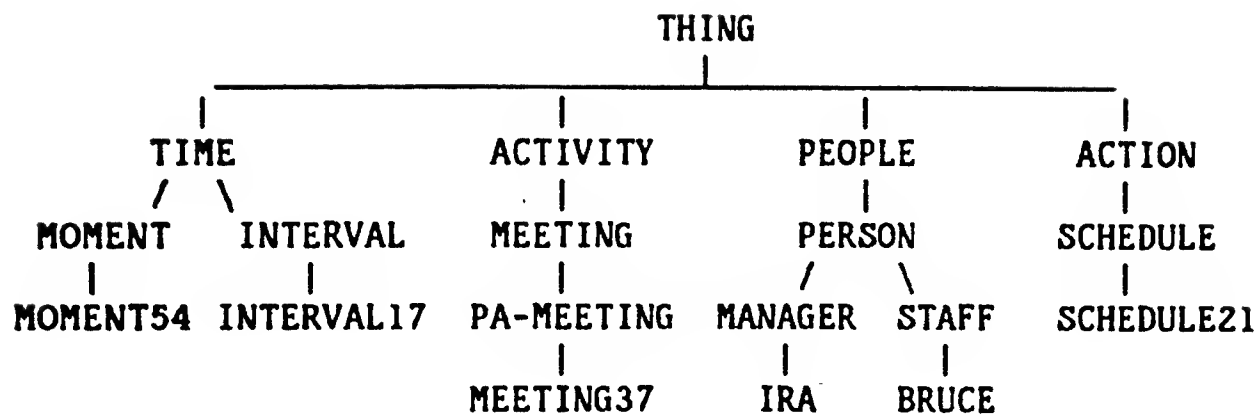 THING
TIME ACTIVITY PEOPLE ACTION
MOMENT INTERVAL MEETING PERSON SCHEDULE
MOMENT54 INTERVAL17 PA-MEETING MANAGER STAFF SCHEDULE21
MEETING37 IRA BRUCE